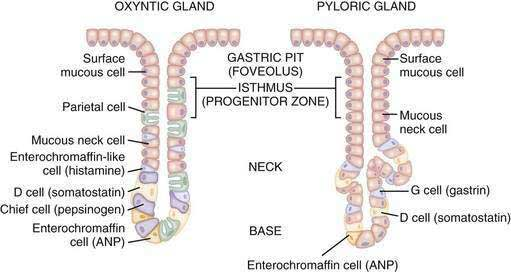 OXYNTIC GLAND
PYLORIC GLAND
Surface
mucous cell
Parietal cell
Mucous neck cell
Enterochromaffin-like
cell (histamine)
D cell (somatostatin)
Chief cell (pepsinogen)
Enterochromaffin
cell (ANP)
GASTRIC PIT
(FOVEOLUS)
ISTHMUS
(PROGENITOR ZONE)
NECK
BASE
Surface
mucous cell
Mucous
neck cell
G cell (gastrin)
D cell (somatostatin)
Enterochromaffin cell (ANP)